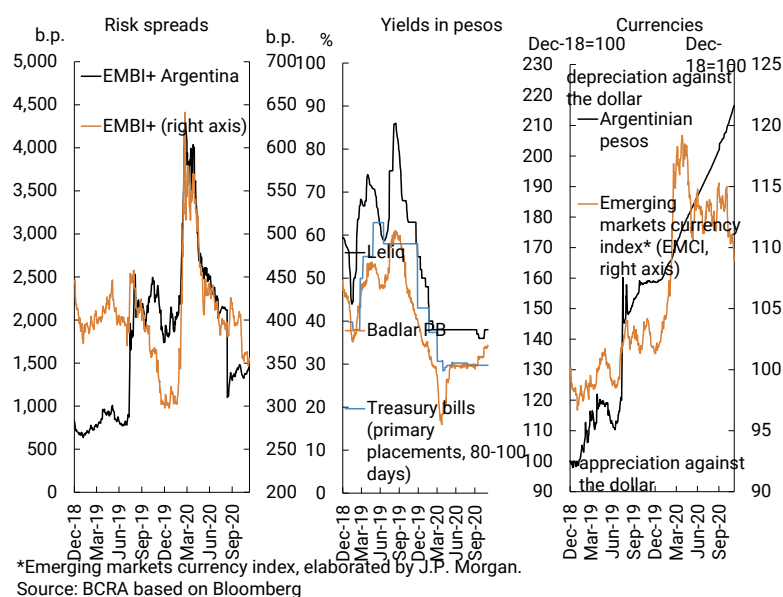 Risk spreads
b.p.
b.p.
5,000
4,500
4,000
3,500
3,000
2,500
2,000
1,500
1,000
500
0
700
650
600
550
500
450
400
350
300
250
200
EMBI+ Argentina
EMBI+ (right axis)
Dec-18
Mar-19
Jun-19
Sep-19
Dec-19
Mar-20
Jun-20
Sep-20
Yields in pesos
%
100
90
80
70
60
50
40
30
20
10
0
Leliq
Badlar PB
Treasury bills
(primary
placements, 80-100
days)
Dec-18
Mar-19
Jun-19
Sep-19
Dec-19
Mar-20
Jun-20
Sep-20
Currencies
Dec-18=100
Dec-
18=100
230
220
210
200
190
180
170
160
150
140
130
120
110
100
90
125
120
115
110
105
100
95
90
depreciation against
the dollar
Argentinian
pesos
Emerging
markets currency
index* (EMCI,
right axis)
appreciation against
the dollar
Dec-18
Mar-19
Jun-19
Sep-19
Dec-19
Mar-20
Jun-20
Sep-20
*Emerging markets currency index, elaborated by J.P. Morgan.
Source: BCRA based on Bloomberg